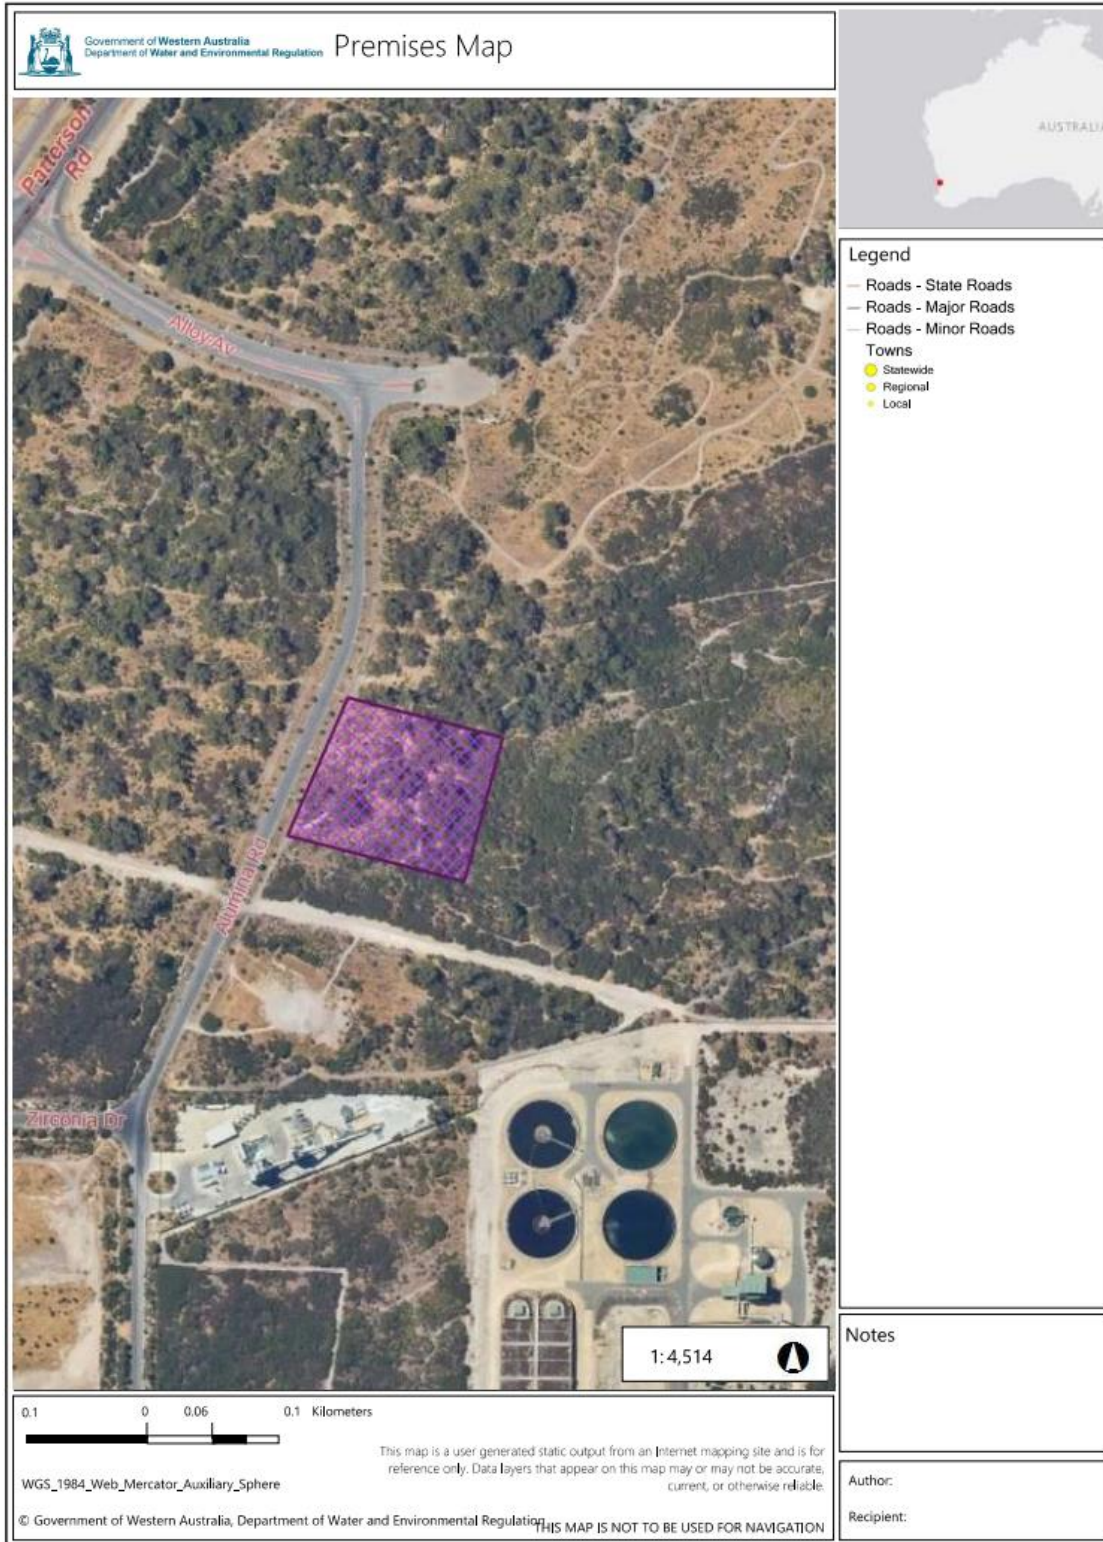 Government of Western Australia
Department of Water and Environmental Regulation
Premises Map
AUSTRALIA
Patterson
Rd
Alloy Av
Alumina Rd
Zirconia Dr
1: 4,514
Legend
Roads - State Roads
Roads - Major Roads
Roads - Minor Roads
Towns
Statewide
Regional
Local
Notes
0.1 0 0.06 0.1 Kilometers
This map is a user generated static output from an Internet mapping site and is for
reference only. Data layers that appear on this map may or may not be accurate,
current, or otherwise reliable.
WGS_1984_Web_Mercator_Auxiliary_Sphere
© Government of Western Australia, Department of Water and Environmental Regulation
THIS MAP IS NOT TO BE USED FOR NAVIGATION
Author:
Recipient: